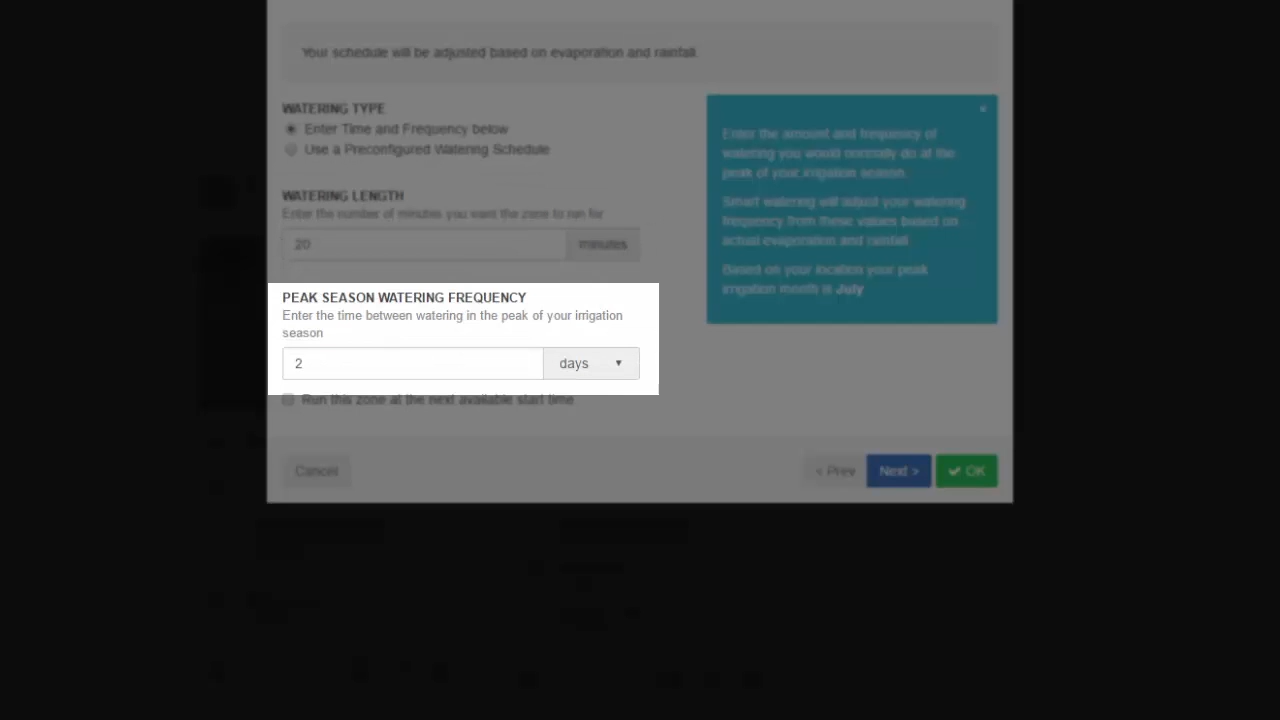 Your schedule will be adjusted based on evaporation and rainfall.
WATERING TYPE
Enter Time and Frequency below
Use a Preconfigured Watering Schedule
WATERING LENGTH
Enter the number of minutes you want the zone to run for
20 minutes
PEAK SEASON WATERING FREQUENCY
Enter the time between watering in the peak of your irrigation
season
2 days
Run this zone at the next available start time
Enter the amount and frequency of
watering you would normally do at the
peak of your irrigation season.
Smart watering will adjust your watering
frequency from these values based on
actual evaporation and rainfall
Based on your location your peak
irrigation month is July
Cancel < Prev Next > OK